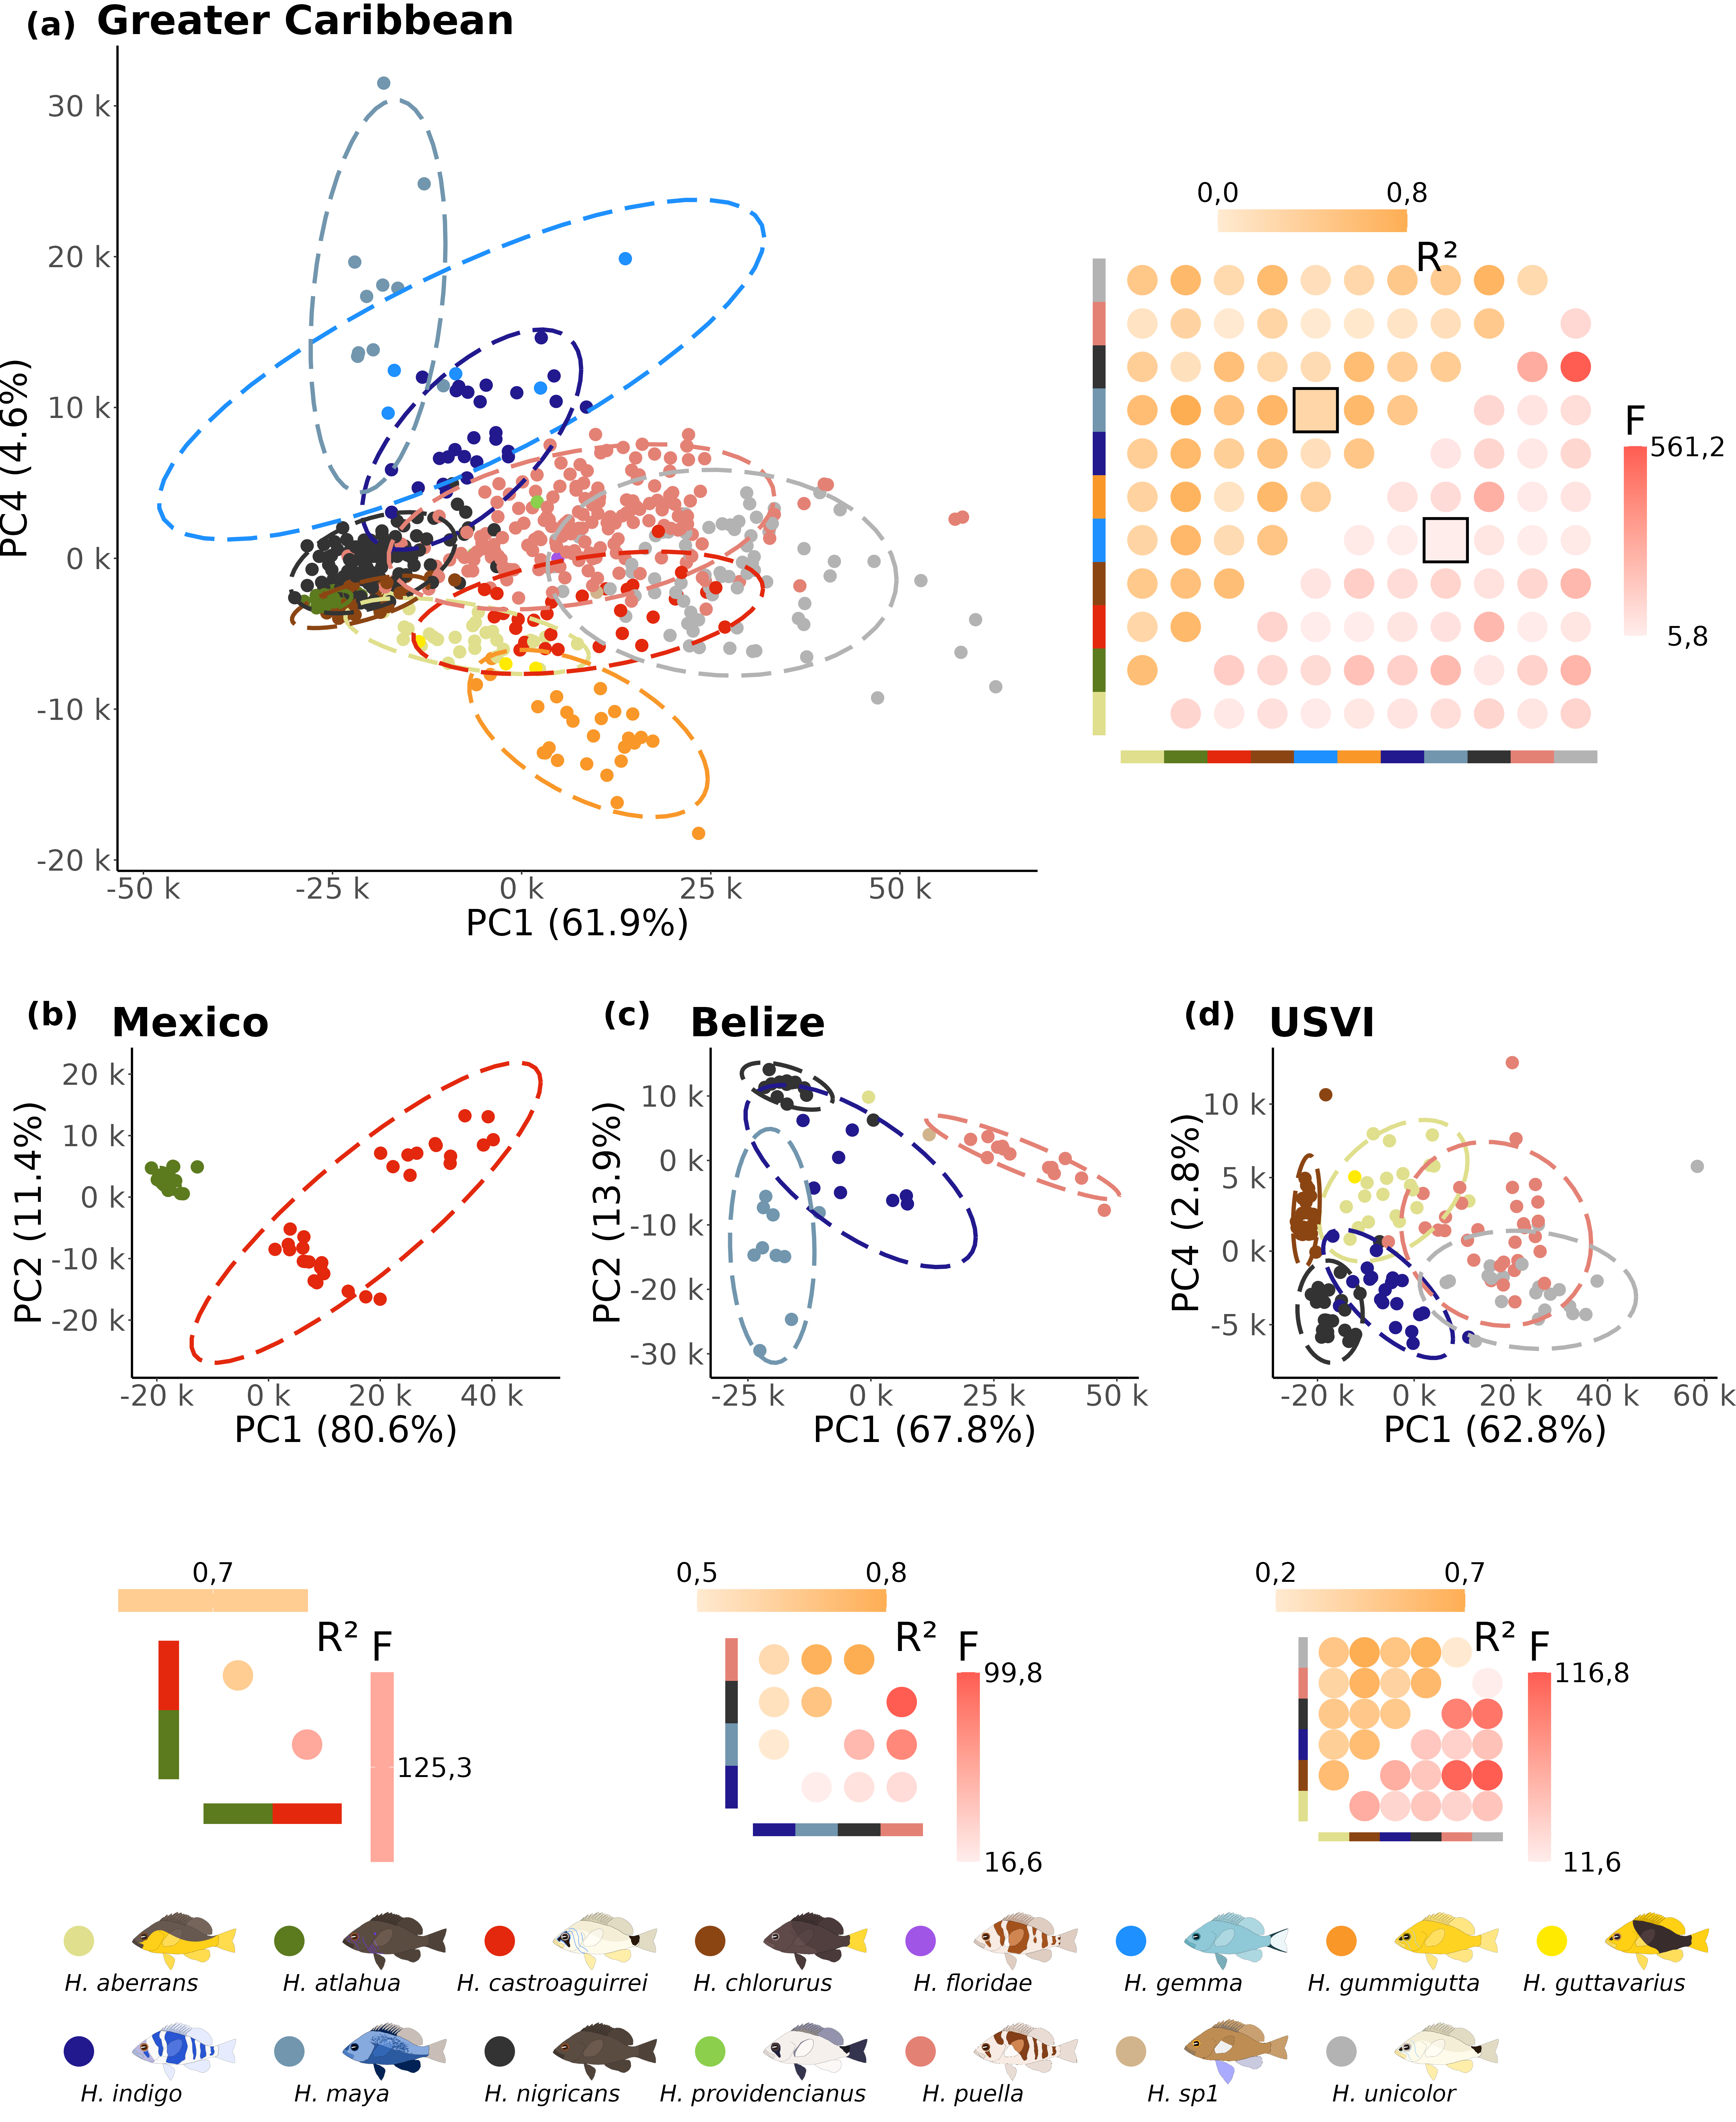 (a) Greater Caribbean
30 k
20 k
10 k
0 k
-10 k
-20 k
PC4 (4.6%)
-50 k -25 k 0 k 25 k 50 k
PC1 (61.9%)
0,0 0,8
R²
F
561,2
5,8
(b) Mexico
20 k
10 k
0 k
-10 k
-20 k
PC2 (11.4%)
-20 k 0 k 20 k 40 k
PC1 (80.6%)
(c) Belize
10 k
0 k
-10 k
-20 k
-30 k
PC2 (13.9%)
-25 k 0 k 25 k 50 k
PC1 (67.8%)
(d) USVI
10 k
5 k
0 k
-5 k
PC4 (2.8%)
-20 k 0 k 20 k 40 k 60 k
PC1 (62.8%)
0,7
R² F
125,3
0,5 0,8
R² F
99,8
16,6
0,2 0,7
R² F
116,8
11,6
H. aberrans H. atlahua H. castroaguirrei H. chlorurus H. floridae H. gemma H. gummigutta H. guttavarius
H. indigo H. maya H. nigricans H. providencianus H. puella H. sp1 H. unicolor